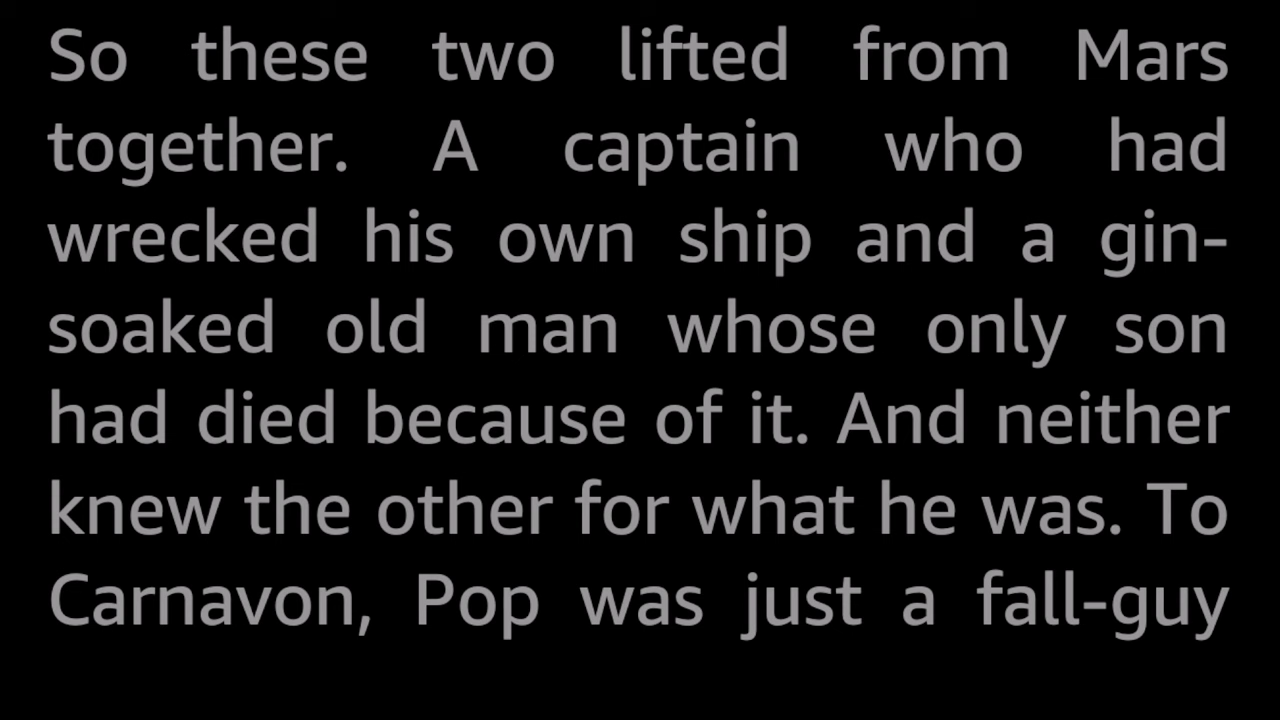 So these two lifted from Mars
together. A captain who had
wrecked his own ship and a gin-
soaked old man whose only son
had died because of it. And neither
knew the other for what he was. To
Carnavon, Pop was just a fall-guy